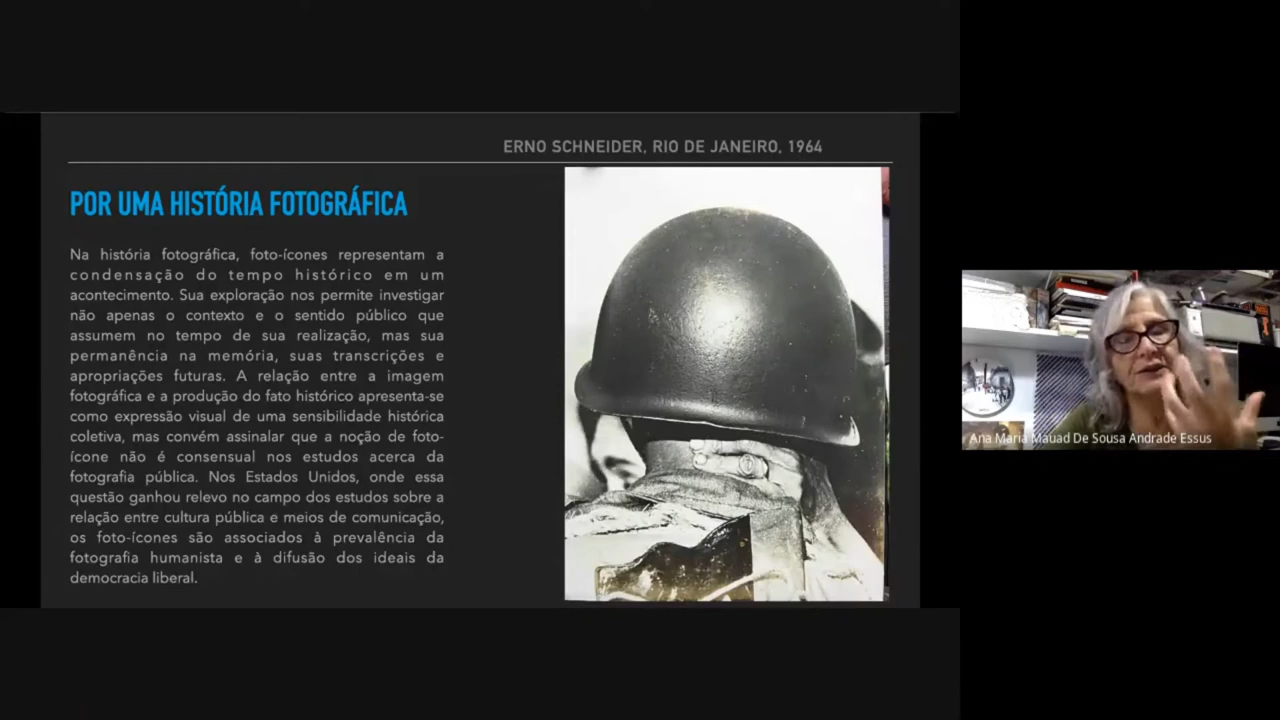 ERNO SCHNEIDER, RIO DE JANEIRO, 1964
POR UMA HISTÓRIA FOTOGRÁFICA
Na história fotográfica, foto-ícones representam a
condensação do tempo histórico em um
acontecimento. Sua exploração nos permite investigar
não apenas o contexto e o sentido público que
assumem no tempo de sua realização, mas sua
permanência na memória, suas transcrições e
apropriações futuras. A relação entre a imagem
fotográfica e a produção do fato histórico apresenta-se
como expressão visual de uma sensibilidade histórica
coletiva, mas convém assinalar que a noção de foto-
ícone não é consensual nos estudos acerca da
fotografia pública. Nos Estados Unidos, onde essa
questão ganhou relevo no campo dos estudos sobre a
relação entre cultura pública e meios de comunicação,
os foto-ícones são associados à prevalência da
fotografia humanista e à difusão dos ideais da
democracia liberal.
Ana Maria Mauad De Sousa Andrade Essus